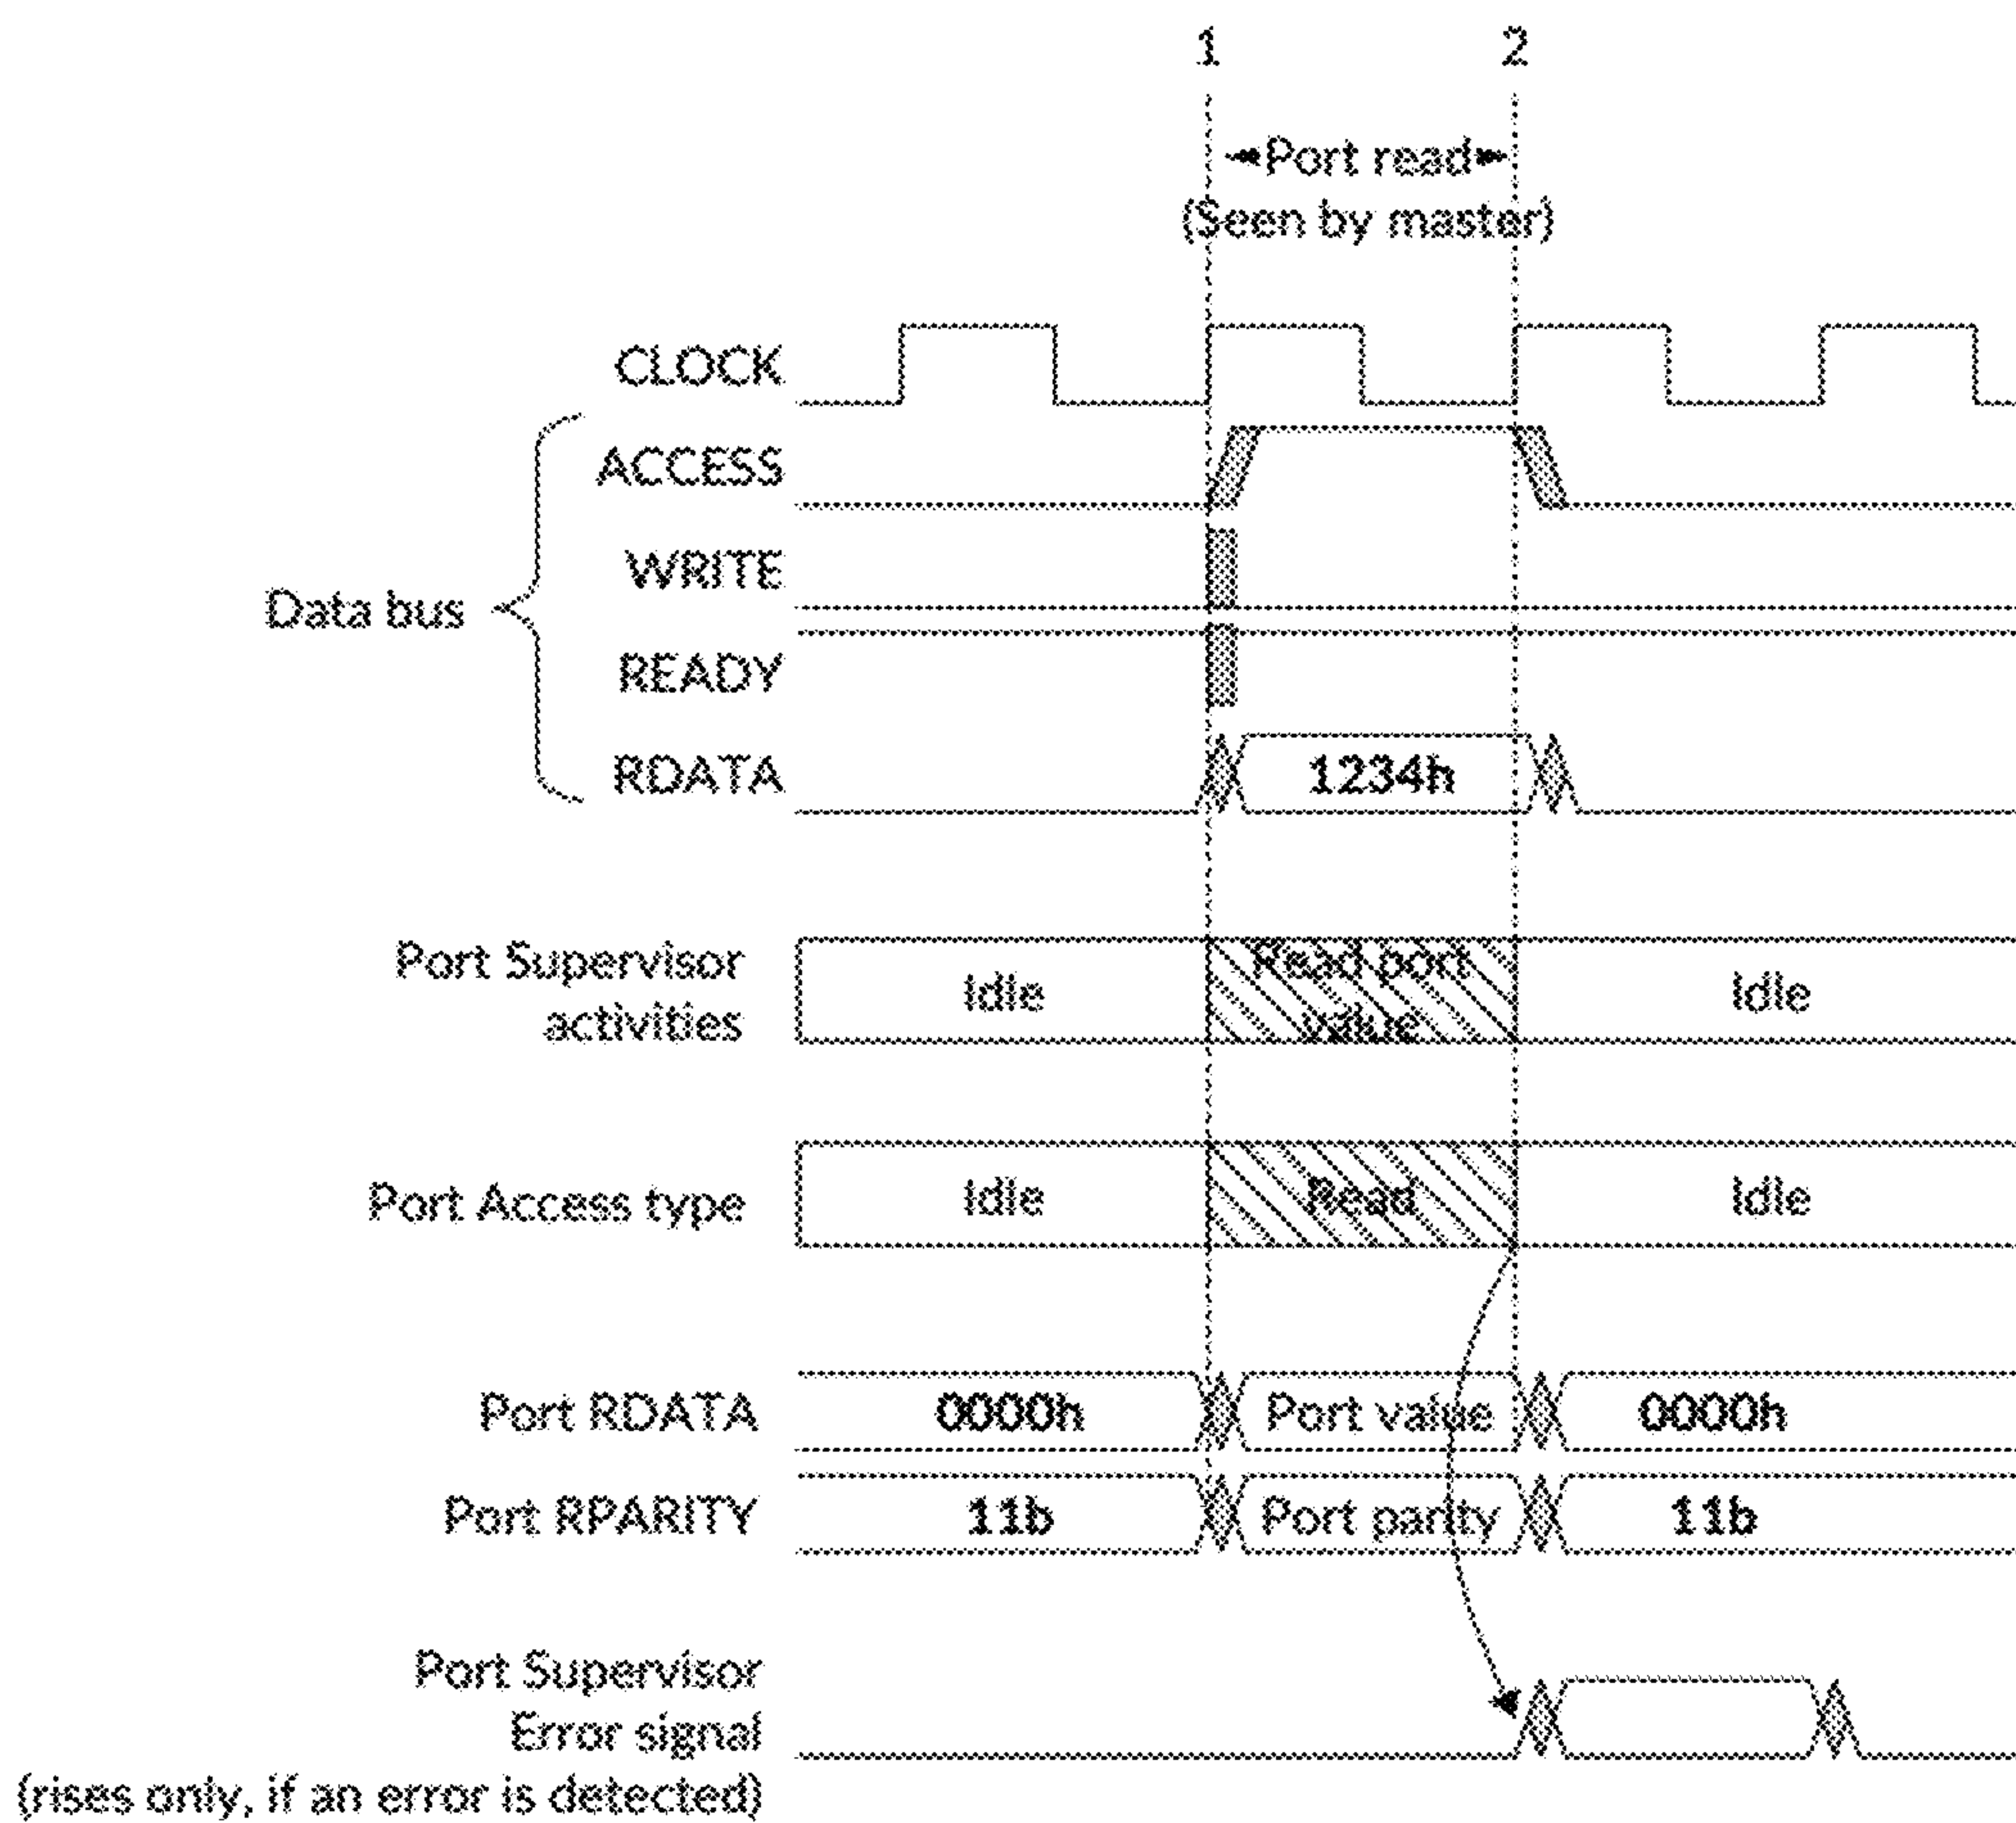 1 2
Port read
(Seen by master)
CLOCK
ACCESS
WRITE
Data bus
READY
RDATA 1234h
Port Supervisor
activities
Idle Read port
value Idle
Port Access type Idle Read Idle
Port RDATA 0000h Port value 0000h
Port RPARITY 11b Port parity 11b
Port Supervisor
Error signal
(rises only, if an error is detected)